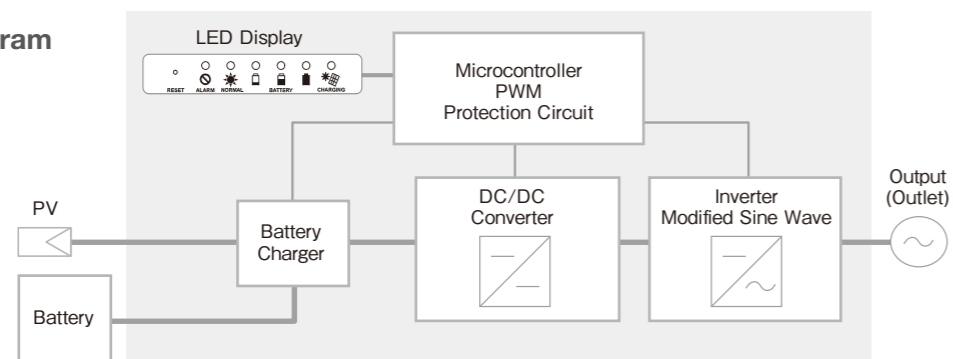 ram
LED Display
RESET ALARM NORMAL BATTERY CHARGING
Microcontroller
PWM
Protection Circuit
PV
Battery
Charger
DC/DC
Converter
Inverter
Modified Sine Wave
Output
(Outlet)
Battery